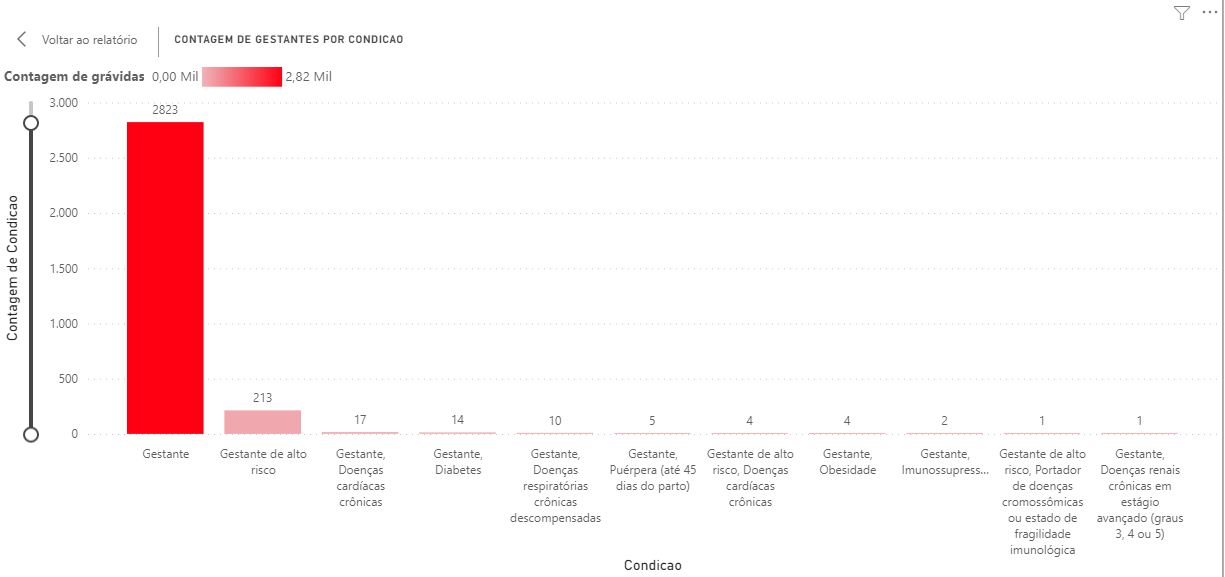 Voltar ao relatório
CONTAGEM DE GESTANTES POR CONDICAO
Contagem de grávidas 0,00 Mil 2,82 Mil
Contagem de Condicao
3.000
2.500
2.000
1.500
1.000
500
0
2823
213
17
14
10
5
4
4
2
1
1
Gestante
Gestante de alto
risco
Gestante,
Doenças
cardíacas
crônicas
Gestante,
Diabetes
Gestante,
Doenças
respiratórias
crônicas
descompensadas
Gestante,
Puérpera (até 45
dias do parto)
Gestante de alto
risco, Doenças
cardíacas
crônicas
Gestante,
Obesidade
Gestante,
Imunossupress...
Gestante de alto
risco, Portador
de doenças
cromossômicas
ou estado de
fragilidade
imunológica
Gestante,
Doenças renais
crônicas em
estágio
avançado (graus
3, 4 ou 5)
Condicao